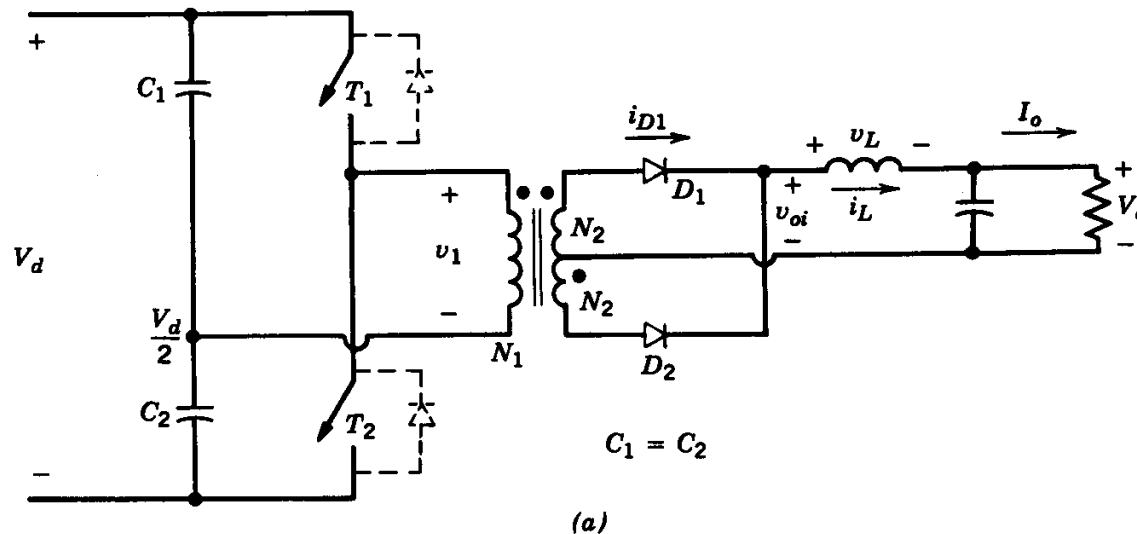 +
C₁
T₁
i_D1
+ v_L −
I_o
D₁
i_L
+
v_oi
−
+
V_o
−
+
v₁
−
N₂
N₂
V_d
V_d/2
N₁
D₂
C₂
T₂
C₁ = C₂
−
(a)